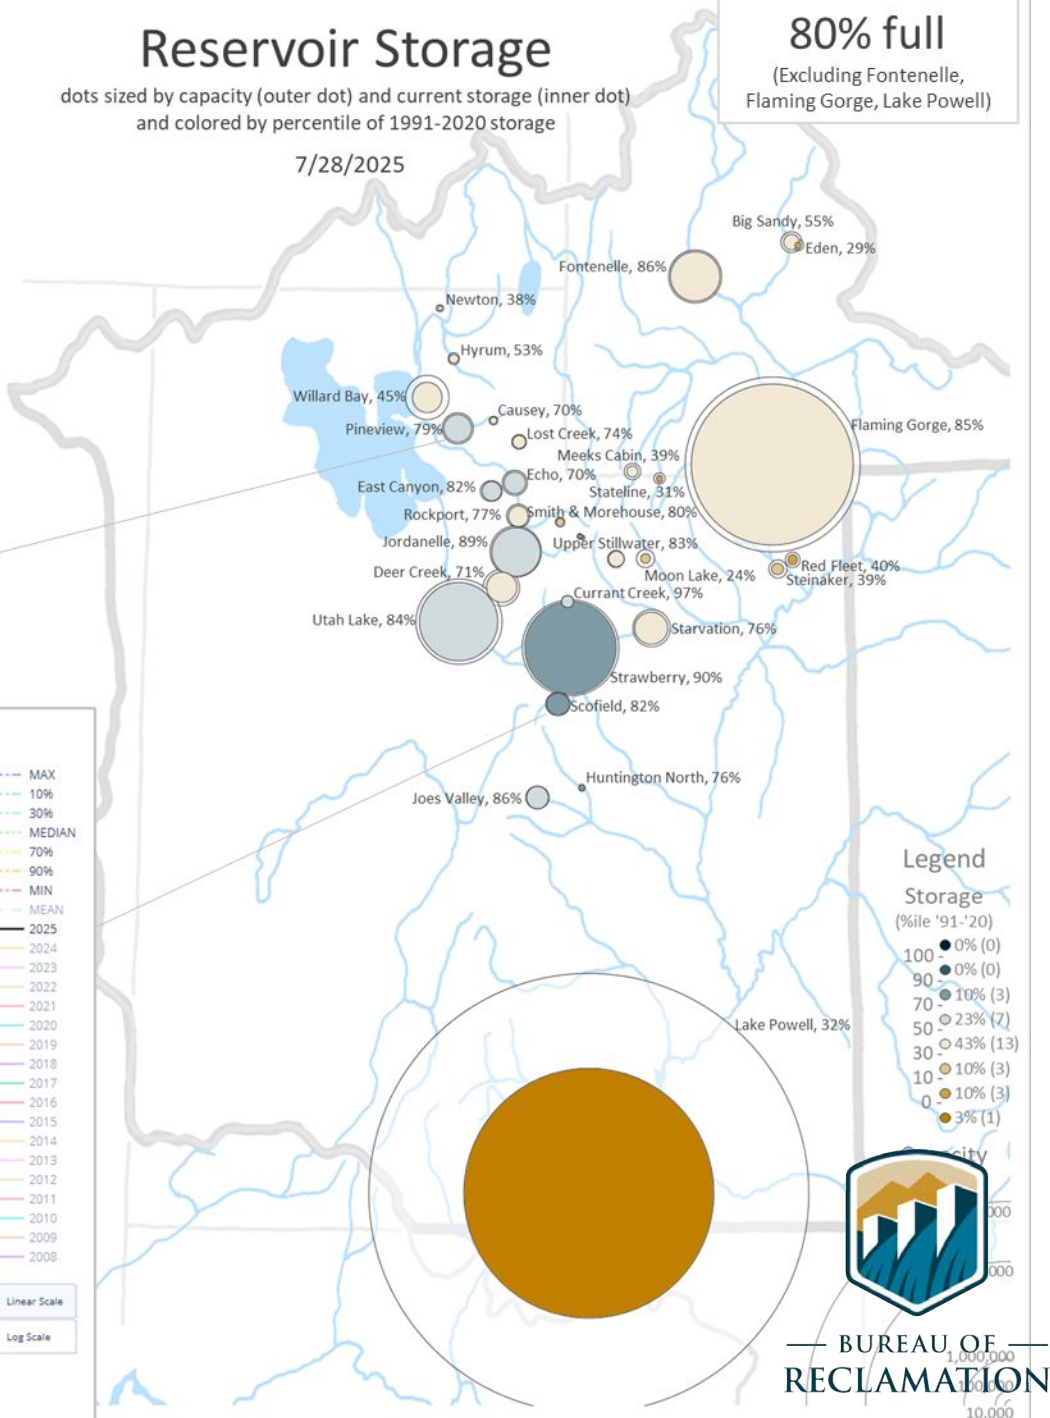 Reservoir Storage
dots sized by capacity (outer dot) and current storage (inner dot)
and colored by percentile of 1991-2020 storage
7/28/2025
80% full
(Excluding Fontenelle,
Flaming Gorge, Lake Powell)
Big Sandy, 55%
Eden, 29%
Fontenelle, 86%
Newton, 38%
Hyrum, 53%
Willard Bay, 45%
Causey, 70%
Pineview, 79%
Flaming Gorge, 85%
Lost Creek, 74%
Meeks Cabin, 39%
Echo, 70%
East Canyon, 82%
Stateline, 31%
Rockport, 77%
Smith & Morehouse, 80%
Jordanelle, 89%
Upper Stillwater, 83%
Red Fleet, 40%
Deer Creek, 71%
Moon Lake, 24%
Steinaker, 39%
Currant Creek, 97%
Utah Lake, 84%
Starvation, 76%
Strawberry, 90%
Scofield, 82%
Huntington North, 76%
Joes Valley, 86%
Lake Powell, 32%
MAX
10%
30%
MEDIAN
70%
90%
MIN
MEAN
2025
2024
2023
2022
2021
2020
2019
2018
2017
2016
2015
2014
2013
2012
2011
2010
2009
2008
Linear Scale
Log Scale
Legend
Storage
(%ile '91-'20)
0% (0)
100 -
0% (0)
90 -
10% (3)
70 -
23% (7)
50 -
43% (13)
30 -
10% (3)
10 -
10% (3)
0 -
3% (1)
BUREAU OF
RECLAMATION
1,000,000
100,000
10,000